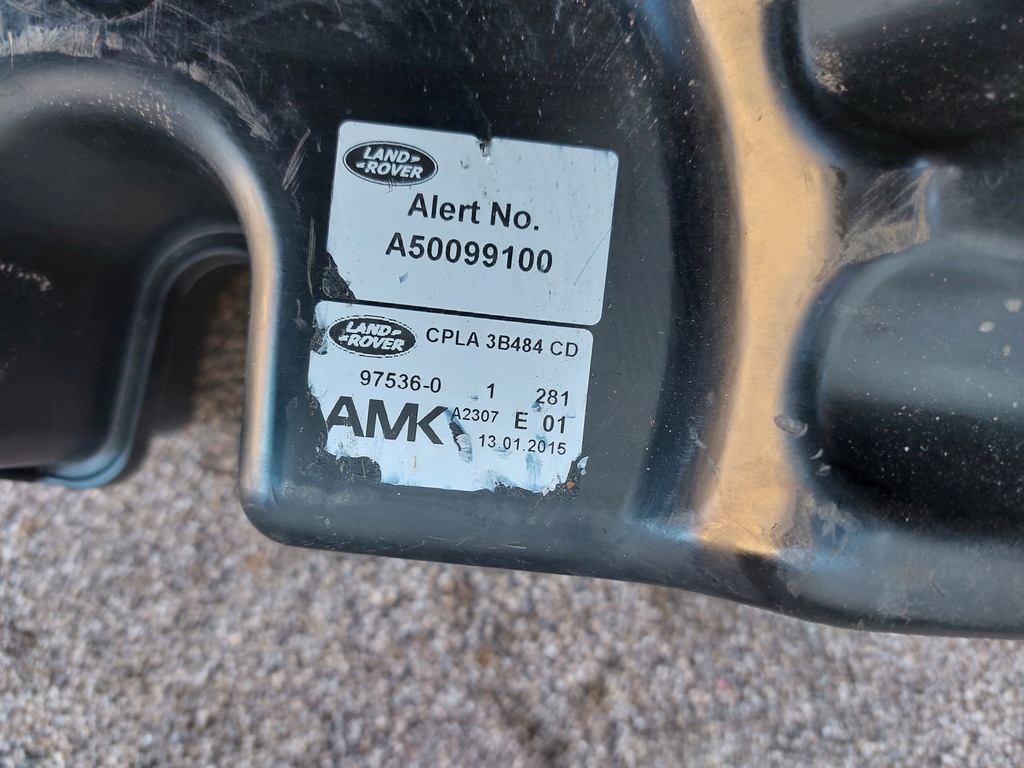 LAND-
-ROVER
Alert No.
A50099100
LAND-
-ROVER
CPLA 3B484 CD
97536-0 1 281
AMK A2307 E 01
13.01.2015